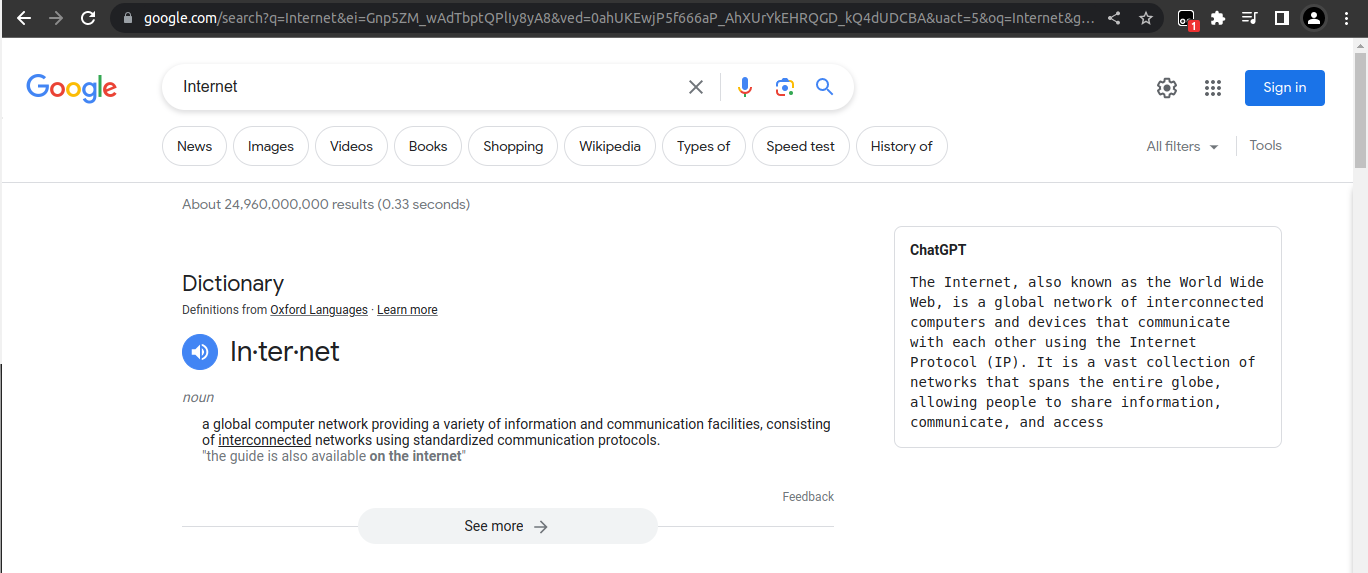 google.com/search?q=Internet&ei=Gnp5ZM_wAdTbptQPlIy8yA8&ved=0ahUKEwjP5f666aP_AhXUrYkEHRQGD_kQ4dUDCBA&uact=5&oq=Internet&g...
1
Google
Internet
Sign in
News
Images
Videos
Books
Shopping
Wikipedia
Types of
Speed test
History of
All filters
Tools
About 24,960,000,000 results (0.33 seconds)
Dictionary
Definitions from Oxford Languages · Learn more
In·ter·net
noun
a global computer network providing a variety of information and communication facilities, consisting
of interconnected networks using standardized communication protocols.
"the guide is also available on the internet"
Feedback
See more
ChatGPT
The Internet, also known as the World Wide
Web, is a global network of interconnected
computers and devices that communicate
with each other using the Internet
Protocol (IP). It is a vast collection of
networks that spans the entire globe,
allowing people to share information,
communicate, and access